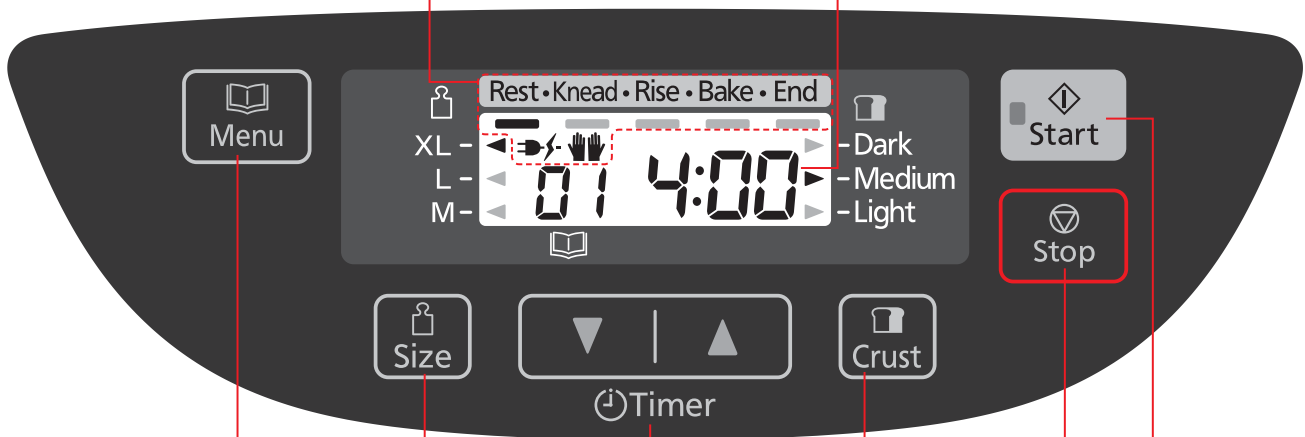 Menu
Rest • Knead • Rise • Bake • End
XL –
L –
M –
01 4:00
– Dark
– Medium
– Light
Start
Stop
Size
Timer
Crust